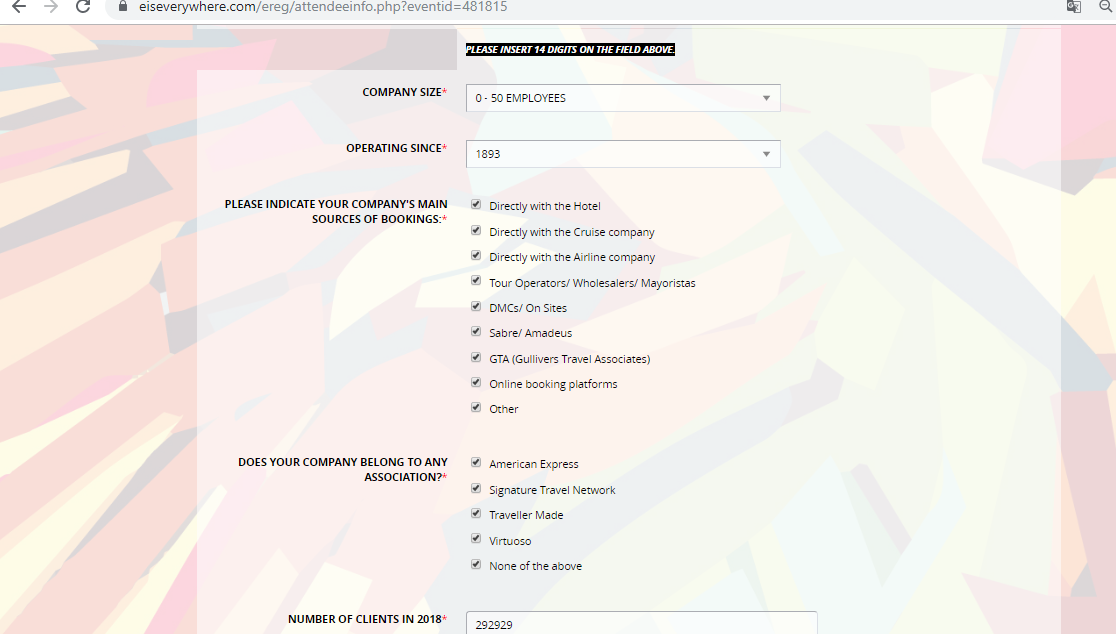 eiseverywhere.com/ereg/attendeeinfo.php?eventid=481815
PLEASE INSERT 14 DIGITS ON THE FIELD ABOVE.
COMPANY SIZE*
0 - 50 EMPLOYEES
OPERATING SINCE*
1893
PLEASE INDICATE YOUR COMPANY'S MAIN
SOURCES OF BOOKINGS:*
Directly with the Hotel
Directly with the Cruise company
Directly with the Airline company
Tour Operators/ Wholesalers/ Mayoristas
DMCs/ On Sites
Sabre/ Amadeus
GTA (Gullivers Travel Associates)
Online booking platforms
Other
DOES YOUR COMPANY BELONG TO ANY
ASSOCIATION?*
American Express
Signature Travel Network
Traveller Made
Virtuoso
None of the above
NUMBER OF CLIENTS IN 2018*
292929